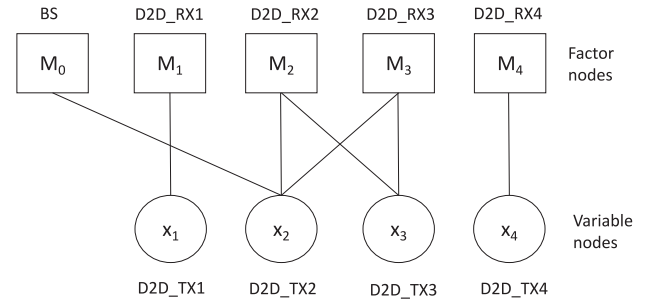 BS D2D_RX1 D2D_RX2 D2D_RX3 D2D_RX4
M0 M1 M2 M3 M4
Factor
nodes
x1 x2 x3 x4
Variable
nodes
D2D_TX1 D2D_TX2 D2D_TX3 D2D_TX4